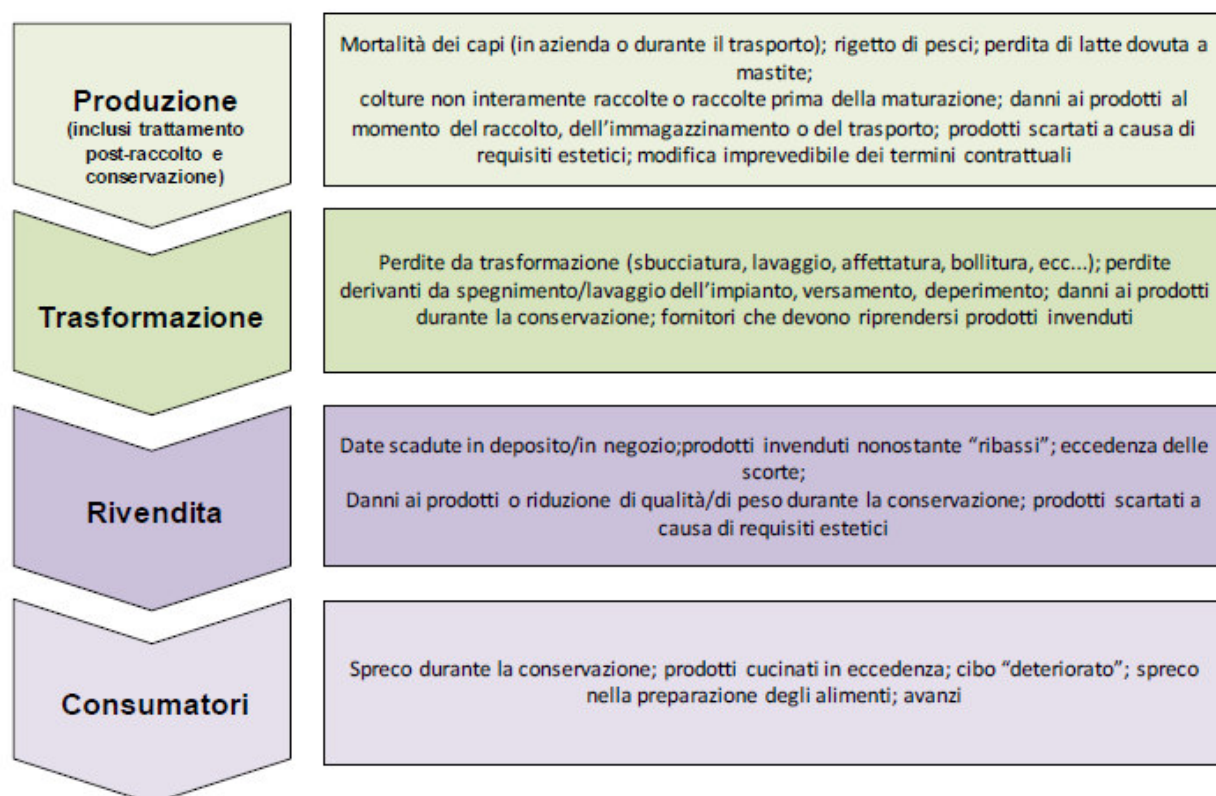 Produzione
(inclusi trattamento
post-raccolto e
conservazione)
Mortalità dei capi (in azienda o durante il trasporto); rigetto di pesci; perdita di latte dovuta a
mastite;
colture non interamente raccolte o raccolte prima della maturazione; danni ai prodotti al
momento del raccolto, dell'immagazzinamento o del trasporto; prodotti scartati a causa di
requisiti estetici; modifica imprevedibile dei termini contrattuali
Trasformazione
Perdite da trasformazione (sbucciatura, lavaggio, affettatura, bollitura, ecc...); perdite
derivanti da spegnimento/lavaggio dell'impianto, versamento, deperimento; danni ai prodotti
durante la conservazione; fornitori che devono riprendersi prodotti invenduti
Rivendita
Date scadute in deposito/in negozio;prodotti invenduti nonostante “ribassi”; eccedenza delle
scorte;
Danni ai prodotti o riduzione di qualità/di peso durante la conservazione; prodotti scartati a
causa di requisiti estetici
Consumatori
Spreco durante la conservazione; prodotti cucinati in eccedenza; cibo “deteriorato”; spreco
nella preparazione degli alimenti; avanzi